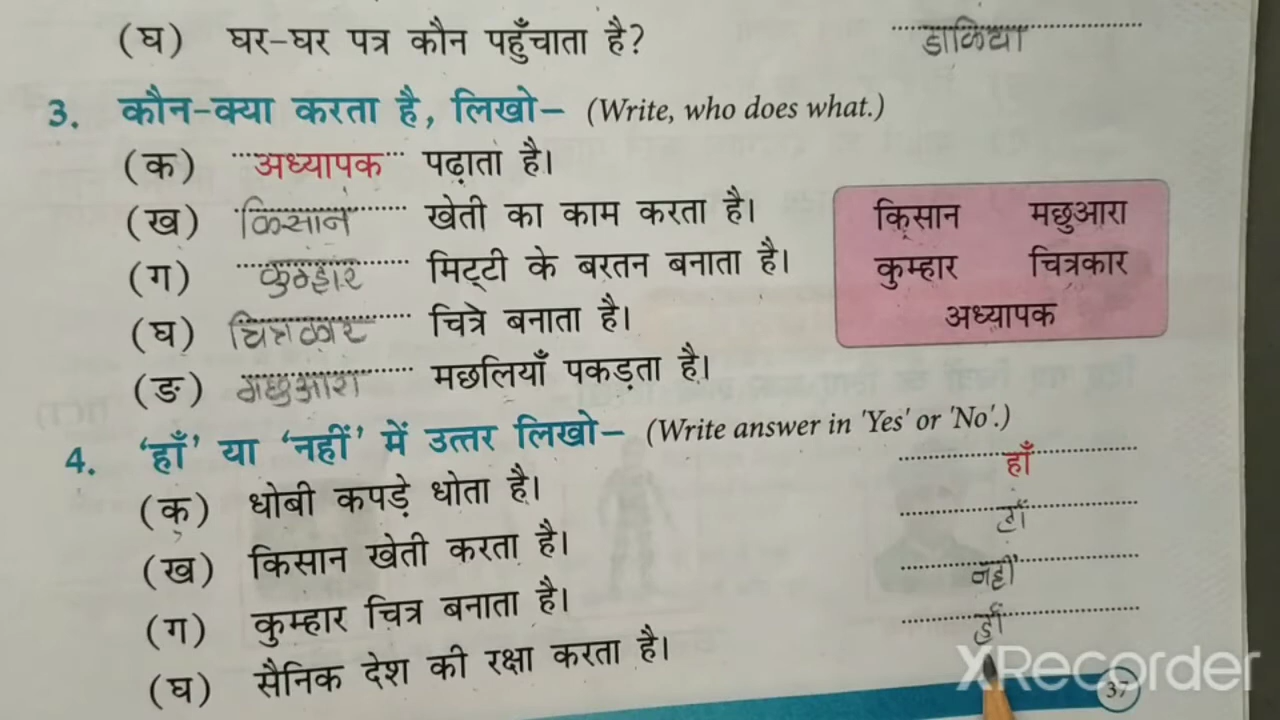 (घ) घर-घर पत्र कौन पहुँचाता है? डाकिया
3. कौन-क्या करता है, लिखो- (Write, who does what.)
(क) अध्यापक पढ़ाता है।
(ख) किसान खेती का काम करता है।
(ग) कुम्हार मिट्टी के बरतन बनाता है।
(घ) चित्रकार चित्र बनाता है।
(ङ) मछुआरा मछलियाँ पकड़ता है।
किसान मछुआरा
कुम्हार चित्रकार
अध्यापक
4. 'हाँ' या 'नहीं' में उत्तर लिखो- (Write answer in 'Yes' or 'No'.)
(क) धोबी कपड़े धोता है। हाँ
(ख) किसान खेती करता है। हाँ
(ग) कुम्हार चित्र बनाता है। नहीं
(घ) सैनिक देश की रक्षा करता है। हाँ
XRecorder
37